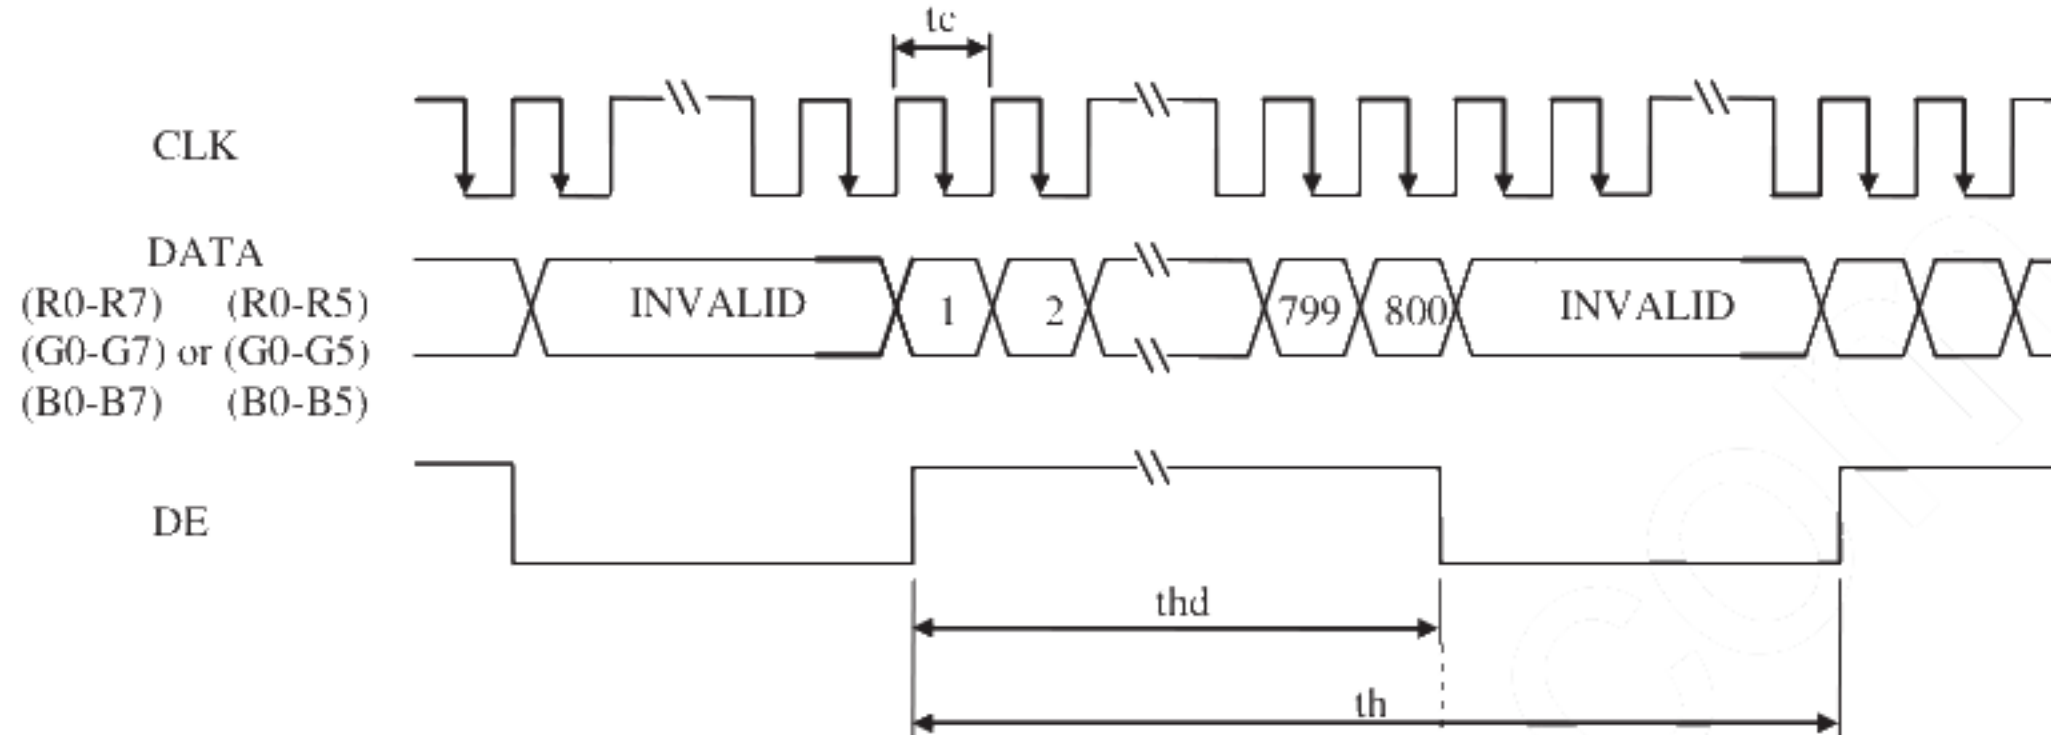 tc
CLK
DATA
(R0-R7) (R0-R5)
(G0-G7) or (G0-G5)
(B0-B7) (B0-B5)
INVALID 1 2 799 800 INVALID
DE
thd
th